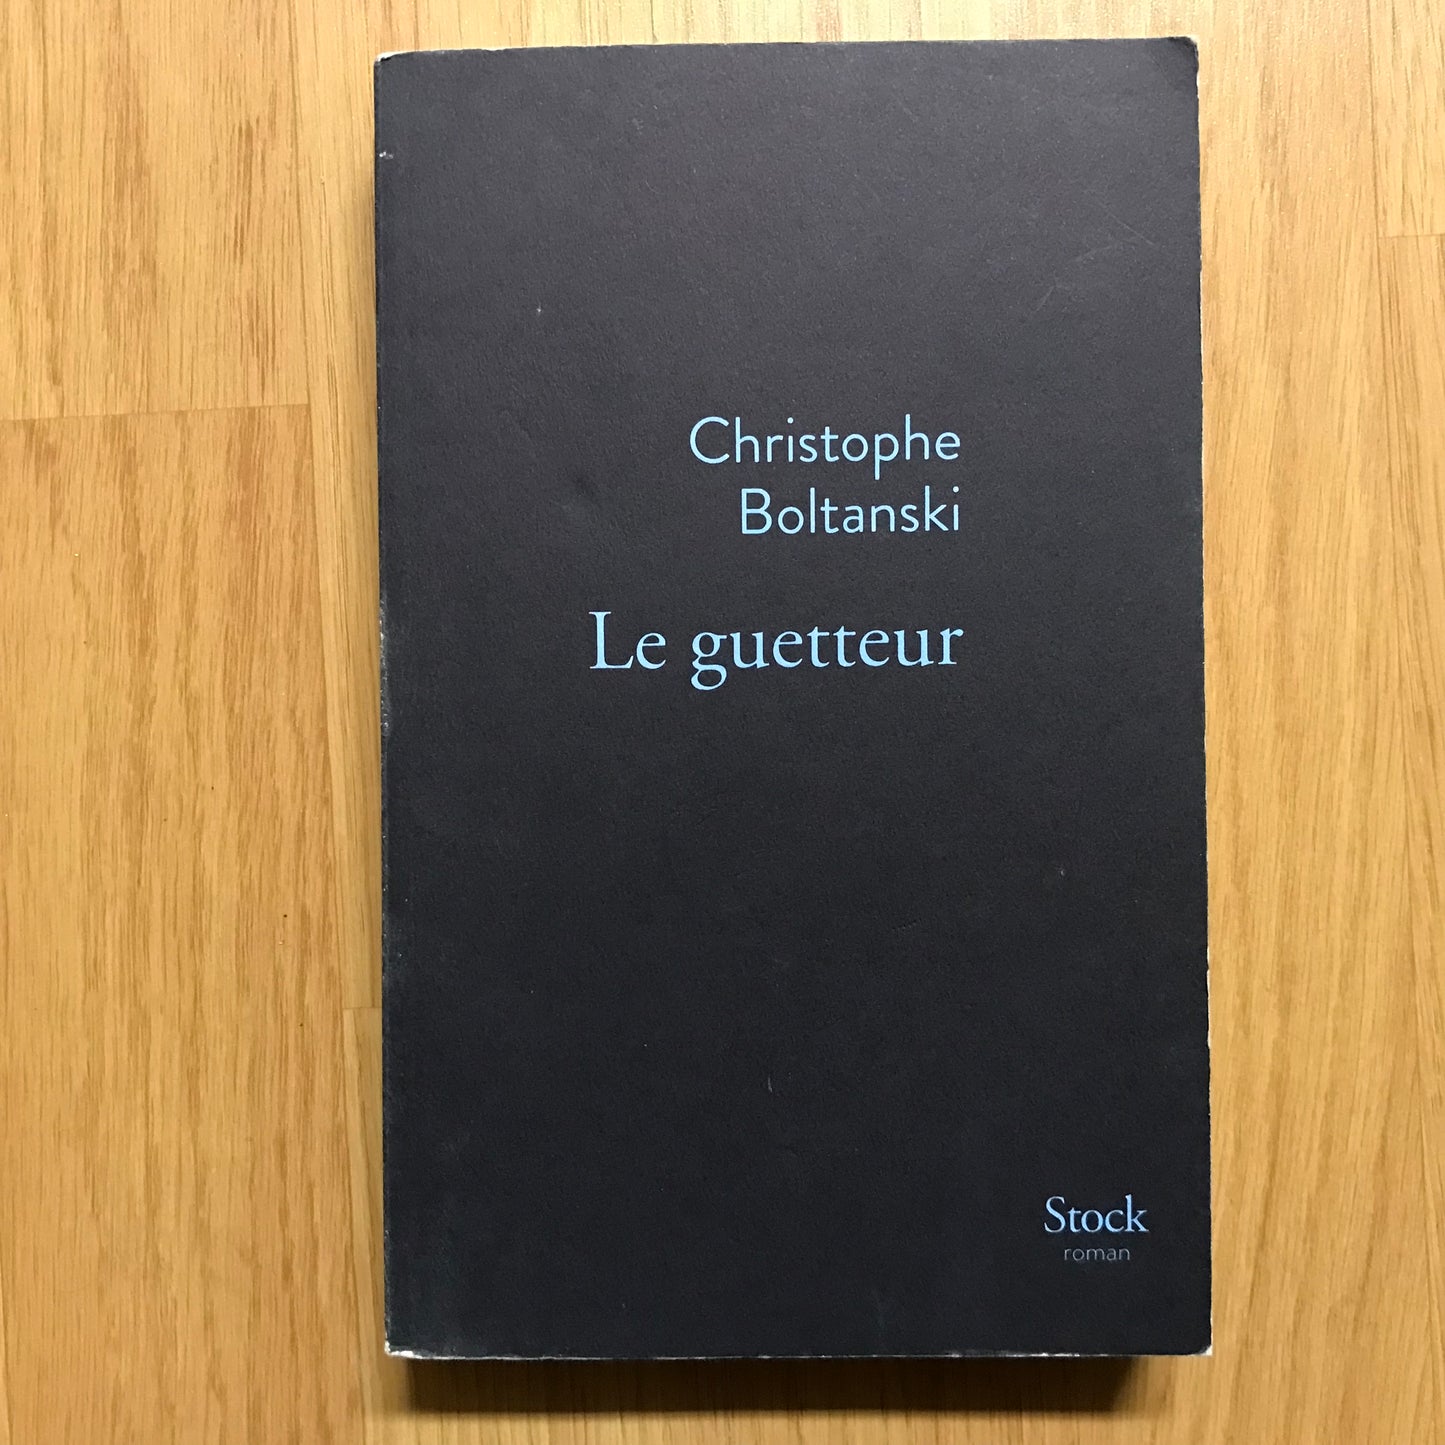 Christophe
Boltanski
Le guetteur
Stock
roman